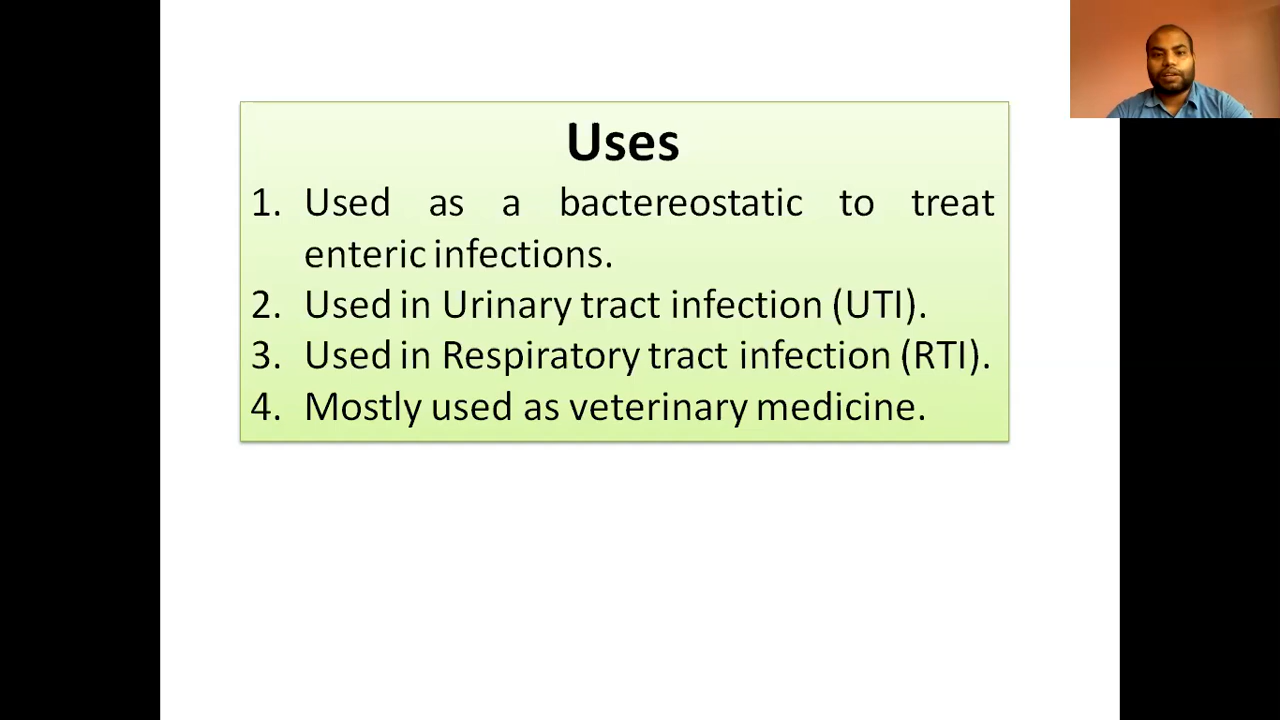 Uses
1. Used as a bactereostatic to treat
enteric infections.
2. Used in Urinary tract infection (UTI).
3. Used in Respiratory tract infection (RTI).
4. Mostly used as veterinary medicine.